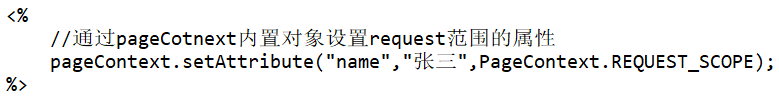 <%
//通过pageCotnext内置对象设置request范围的属性
pageContext.setAttribute("name","张三",PageContext.REQUEST_SCOPE);
%>